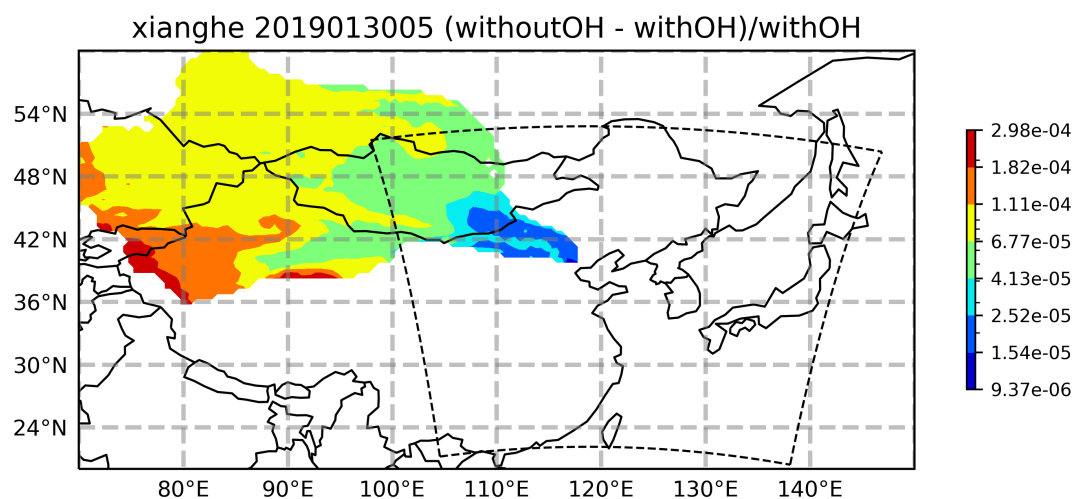 xianghe 2019013005 (withoutOH - withOH)/withOH
54°N
48°N
42°N
36°N
30°N
24°N
80°E 90°E 100°E 110°E 120°E 130°E 140°E
2.98e-04
1.82e-04
1.11e-04
6.77e-05
4.13e-05
2.52e-05
1.54e-05
9.37e-06